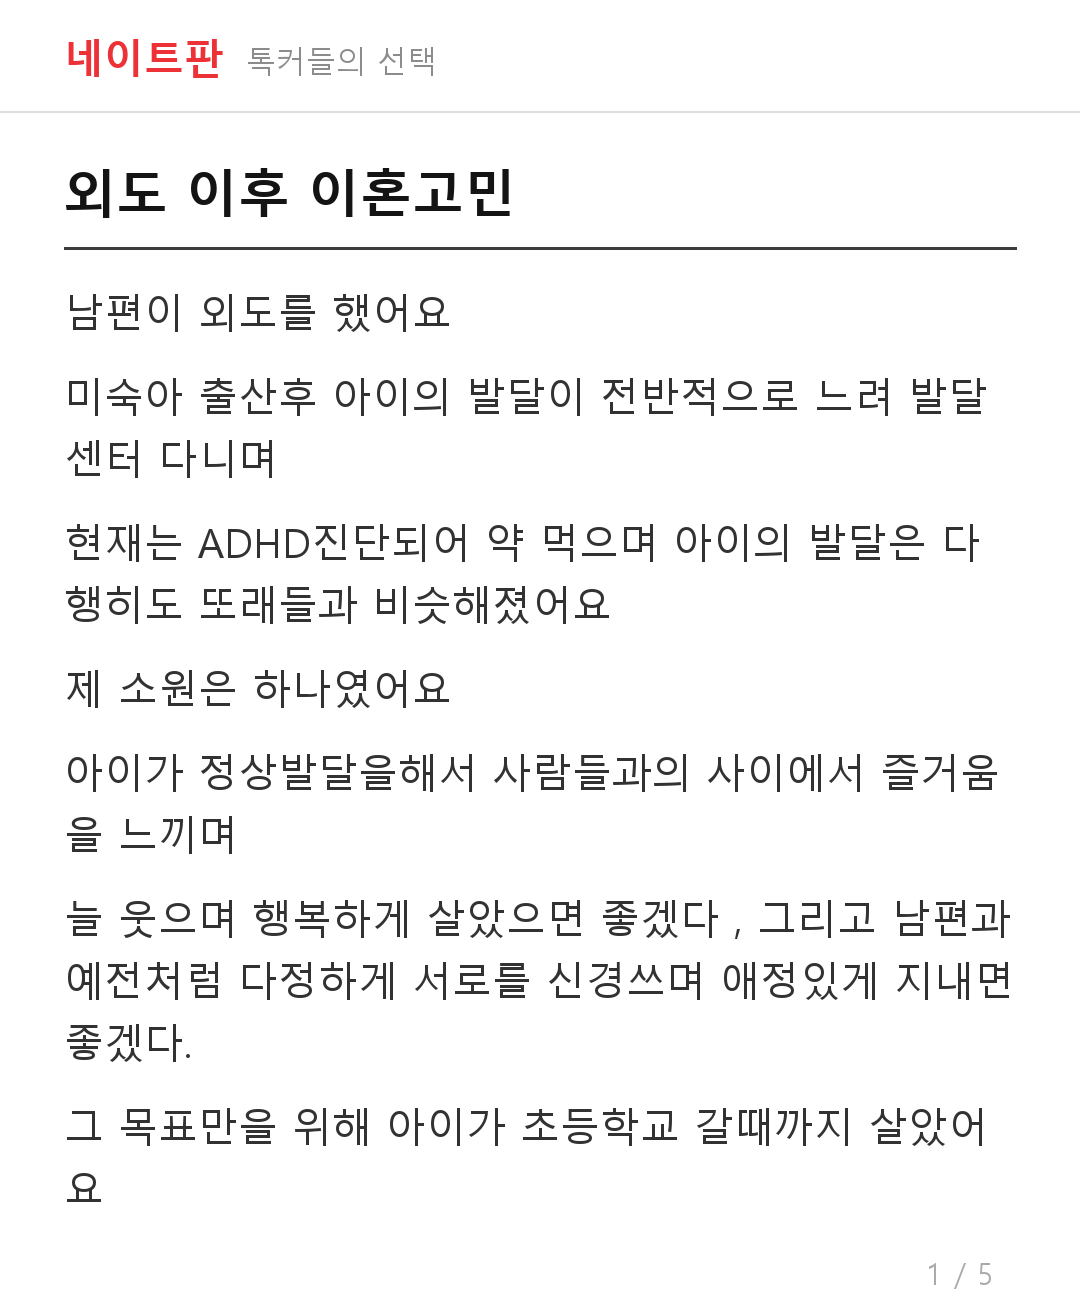 네이트판 톡커들의 선택
외도 이후 이혼고민
남편이 외도를 했어요
미숙아 출산후 아이의 발달이 전반적으로 느려 발달
센터 다니며
현재는 ADHD진단되어 약 먹으며 아이의 발달은 다
행히도 또래들과 비슷해졌어요
제 소원은 하나였어요
아이가 정상발달을해서 사람들과의 사이에서 즐거움
을 느끼며
늘 웃으며 행복하게 살았으면 좋겠다 , 그리고 남편과
예전처럼 다정하게 서로를 신경쓰며 애정있게 지내면
좋겠다.
그 목표만을 위해 아이가 초등학교 갈때까지 살았어
요
1 / 5